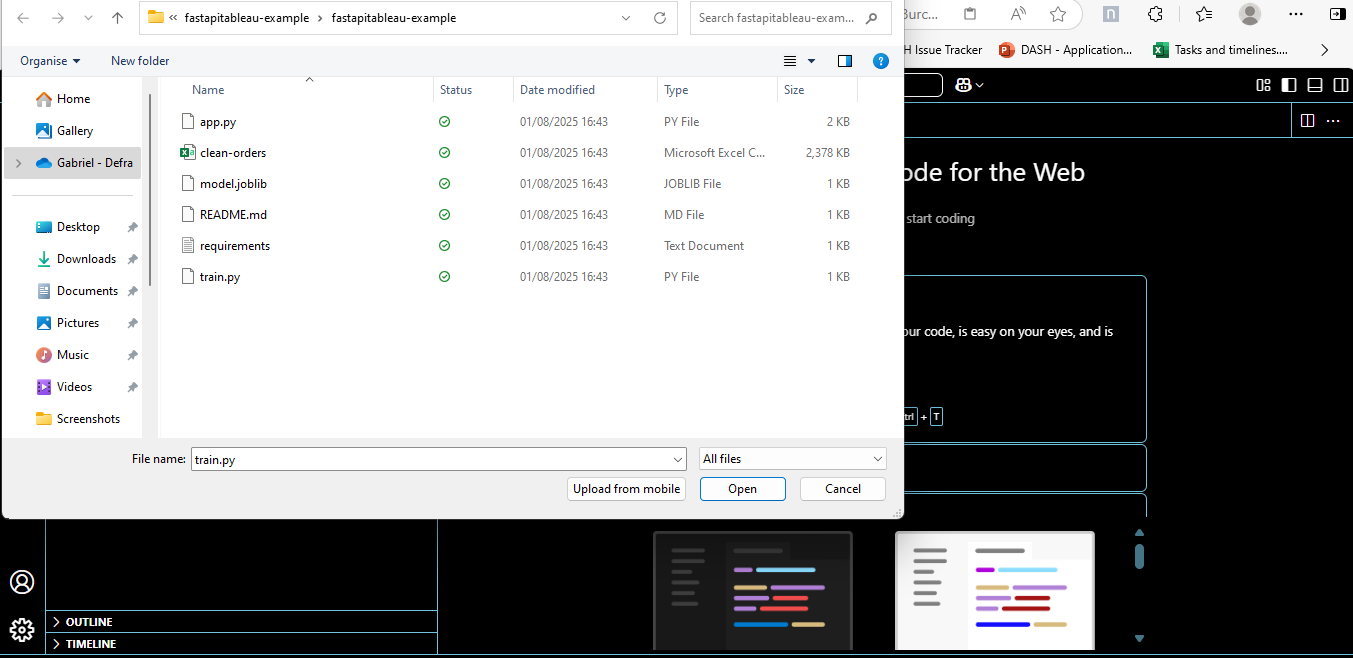 « fastapitableau-example › fastapitableau-example
Search fastapitableau-exam...
Burc...
n
H Issue Tracker
DASH - Application...
Tasks and timelines....
Organise
New folder
Name
Status
Date modified
Type
Size
app.py
01/08/2025 16:43
PY File
2 KB
clean-orders
01/08/2025 16:43
Microsoft Excel C...
2,378 KB
model.joblib
01/08/2025 16:43
JOBLIB File
1 KB
README.md
01/08/2025 16:43
MD File
1 KB
requirements
01/08/2025 16:43
Text Document
1 KB
train.py
01/08/2025 16:43
PY File
1 KB
Home
Gallery
Gabriel - Defra
Desktop
Downloads
Documents
Pictures
Music
Videos
Screenshots
File name:
train.py
All files
Upload from mobile
Open
Cancel
ode for the Web
start coding
our code, is easy on your eyes, and is
trl + T
OUTLINE
TIMELINE